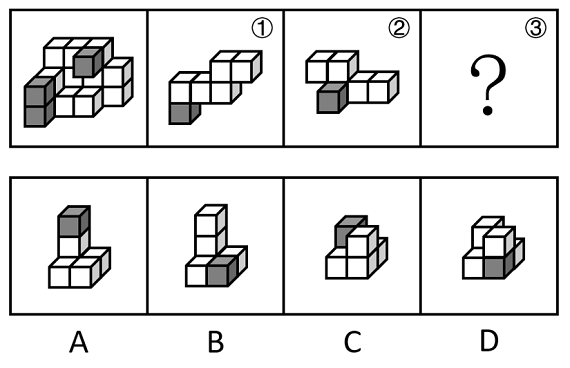 ① ② ③
?
A B C D